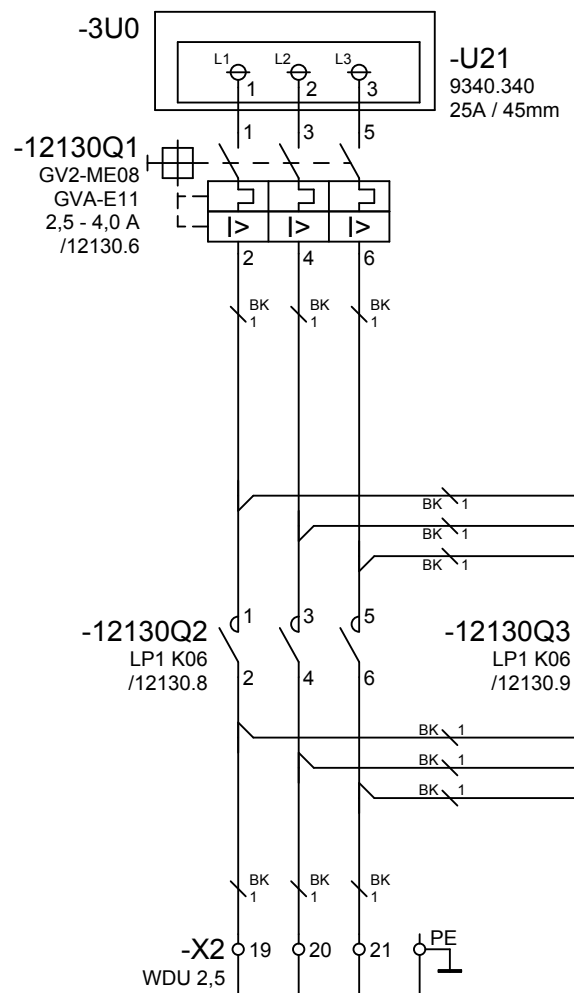 -3U0
L1 L2 L3
1 2 3
-U21
9340.340
25A / 45mm
1 3 5
-12130Q1
GV2-ME08
GVA-E11
2,5 - 4,0 A
/12130.6
I> I> I>
2 4 6
BK BK BK
1 1 1
BK 1
BK 1
BK 1
1 3 5
-12130Q2
LP1 K06
/12130.8
2 4 6
-12130Q3
LP1 K06
/12130.9
BK 1
BK 1
BK 1
BK BK BK
1 1 1
-X2 19 20 21 PE
WDU 2,5